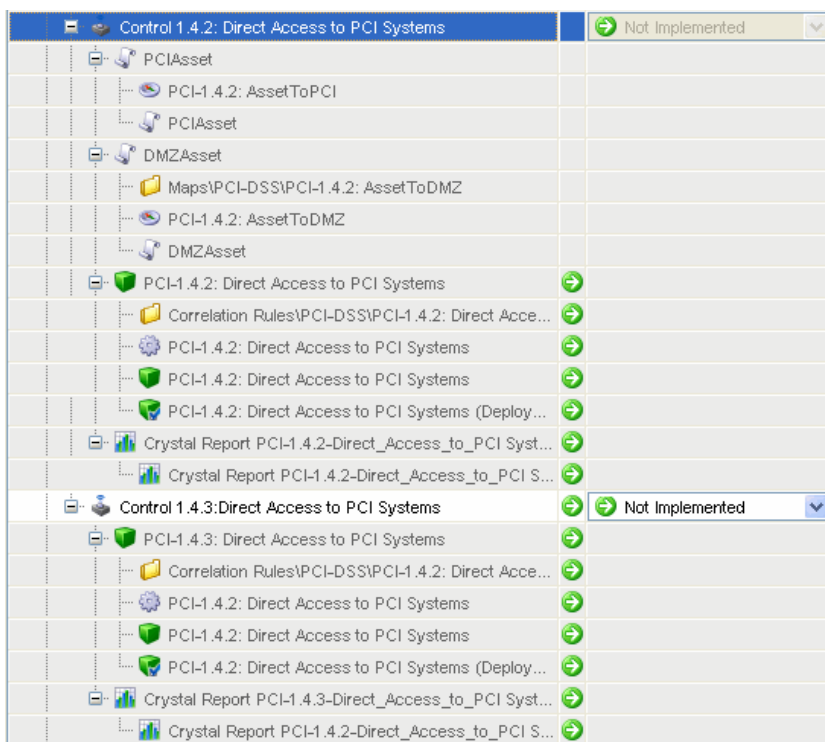 Control 1.4.2: Direct Access to PCI Systems Not Implemented
PCIAsset
PCI-1.4.2: AssetToPCI
PCIAsset
DMZAsset
Maps\PCI-DSS\PCI-1.4.2: AssetToDMZ
PCI-1.4.2: AssetToDMZ
DMZAsset
PCI-1.4.2: Direct Access to PCI Systems
Correlation Rules\PCI-DSS\PCI-1.4.2: Direct Acce...
PCI-1.4.2: Direct Access to PCI Systems
PCI-1.4.2: Direct Access to PCI Systems
PCI-1.4.2: Direct Access to PCI Systems (Deploy...
Crystal Report PCI-1.4.2-Direct_Access_to_PCI Syst...
Crystal Report PCI-1.4.2-Direct_Access_to_PCI S...
Control 1.4.3:Direct Access to PCI Systems Not Implemented
PCI-1.4.3: Direct Access to PCI Systems
Correlation Rules\PCI-DSS\PCI-1.4.2: Direct Acce...
PCI-1.4.2: Direct Access to PCI Systems
PCI-1.4.2: Direct Access to PCI Systems
PCI-1.4.2: Direct Access to PCI Systems (Deploy...
Crystal Report PCI-1.4.3-Direct_Access_to_PCI Syst...
Crystal Report PCI-1.4.2-Direct_Access_to_PCI S...